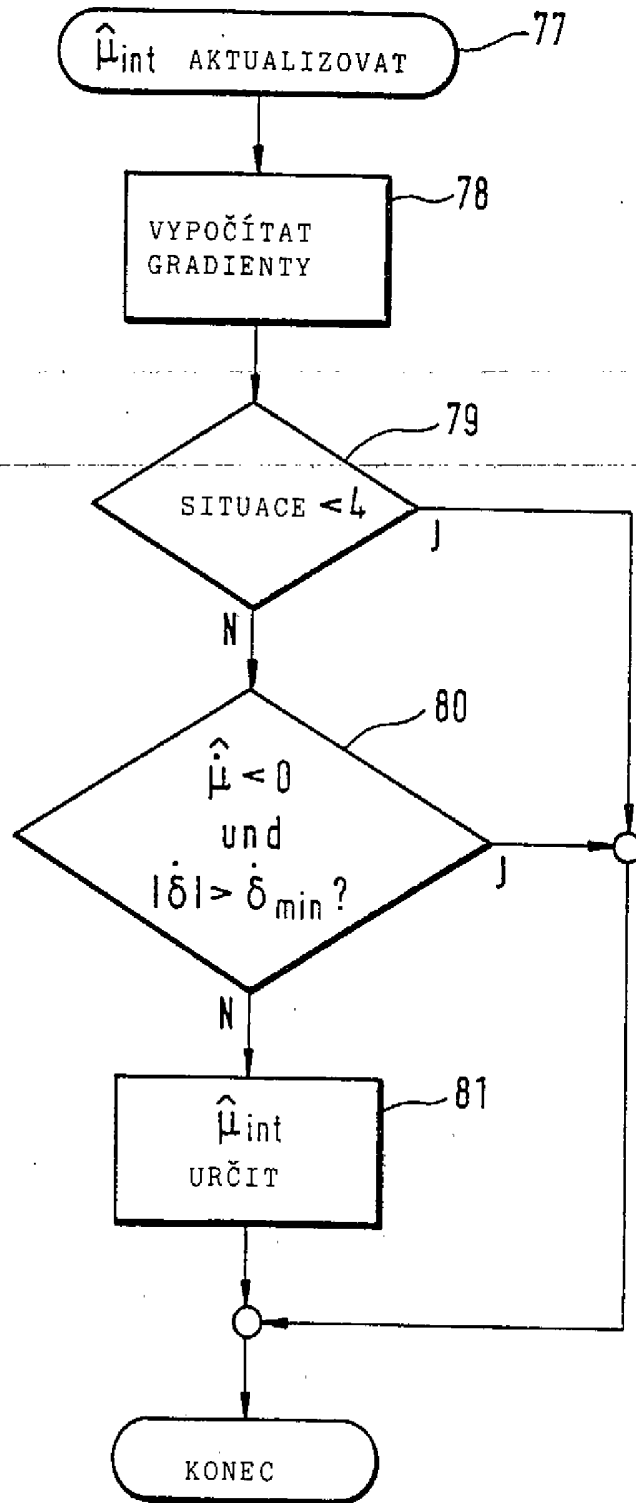 μ̂int AKTUALIZOVAT
77
VYPOČÍTAT
GRADIENTY
78
79
SITUACE < 4
J
N
80
μ̂̇ < 0
und
|δ̇| > δ̇min ?
J
N
81
μ̂int
URČIT
KONEC